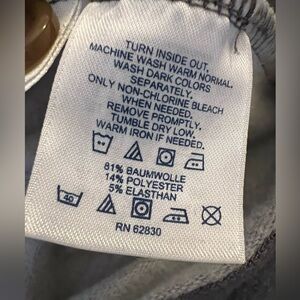 TURN INSIDE OUT.
MACHINE WASH WARM NORMAL.
WASH DARK COLORS
SEPARATELY.
ONLY NON-CHLORINE BLEACH
WHEN NEEDED.
REMOVE PROMPTLY.
TUMBLE DRY LOW.
WARM IRON IF NEEDED.
81% BAUMWOLLE
14% POLYESTER
5% ELASTHAN
40
RN 62830